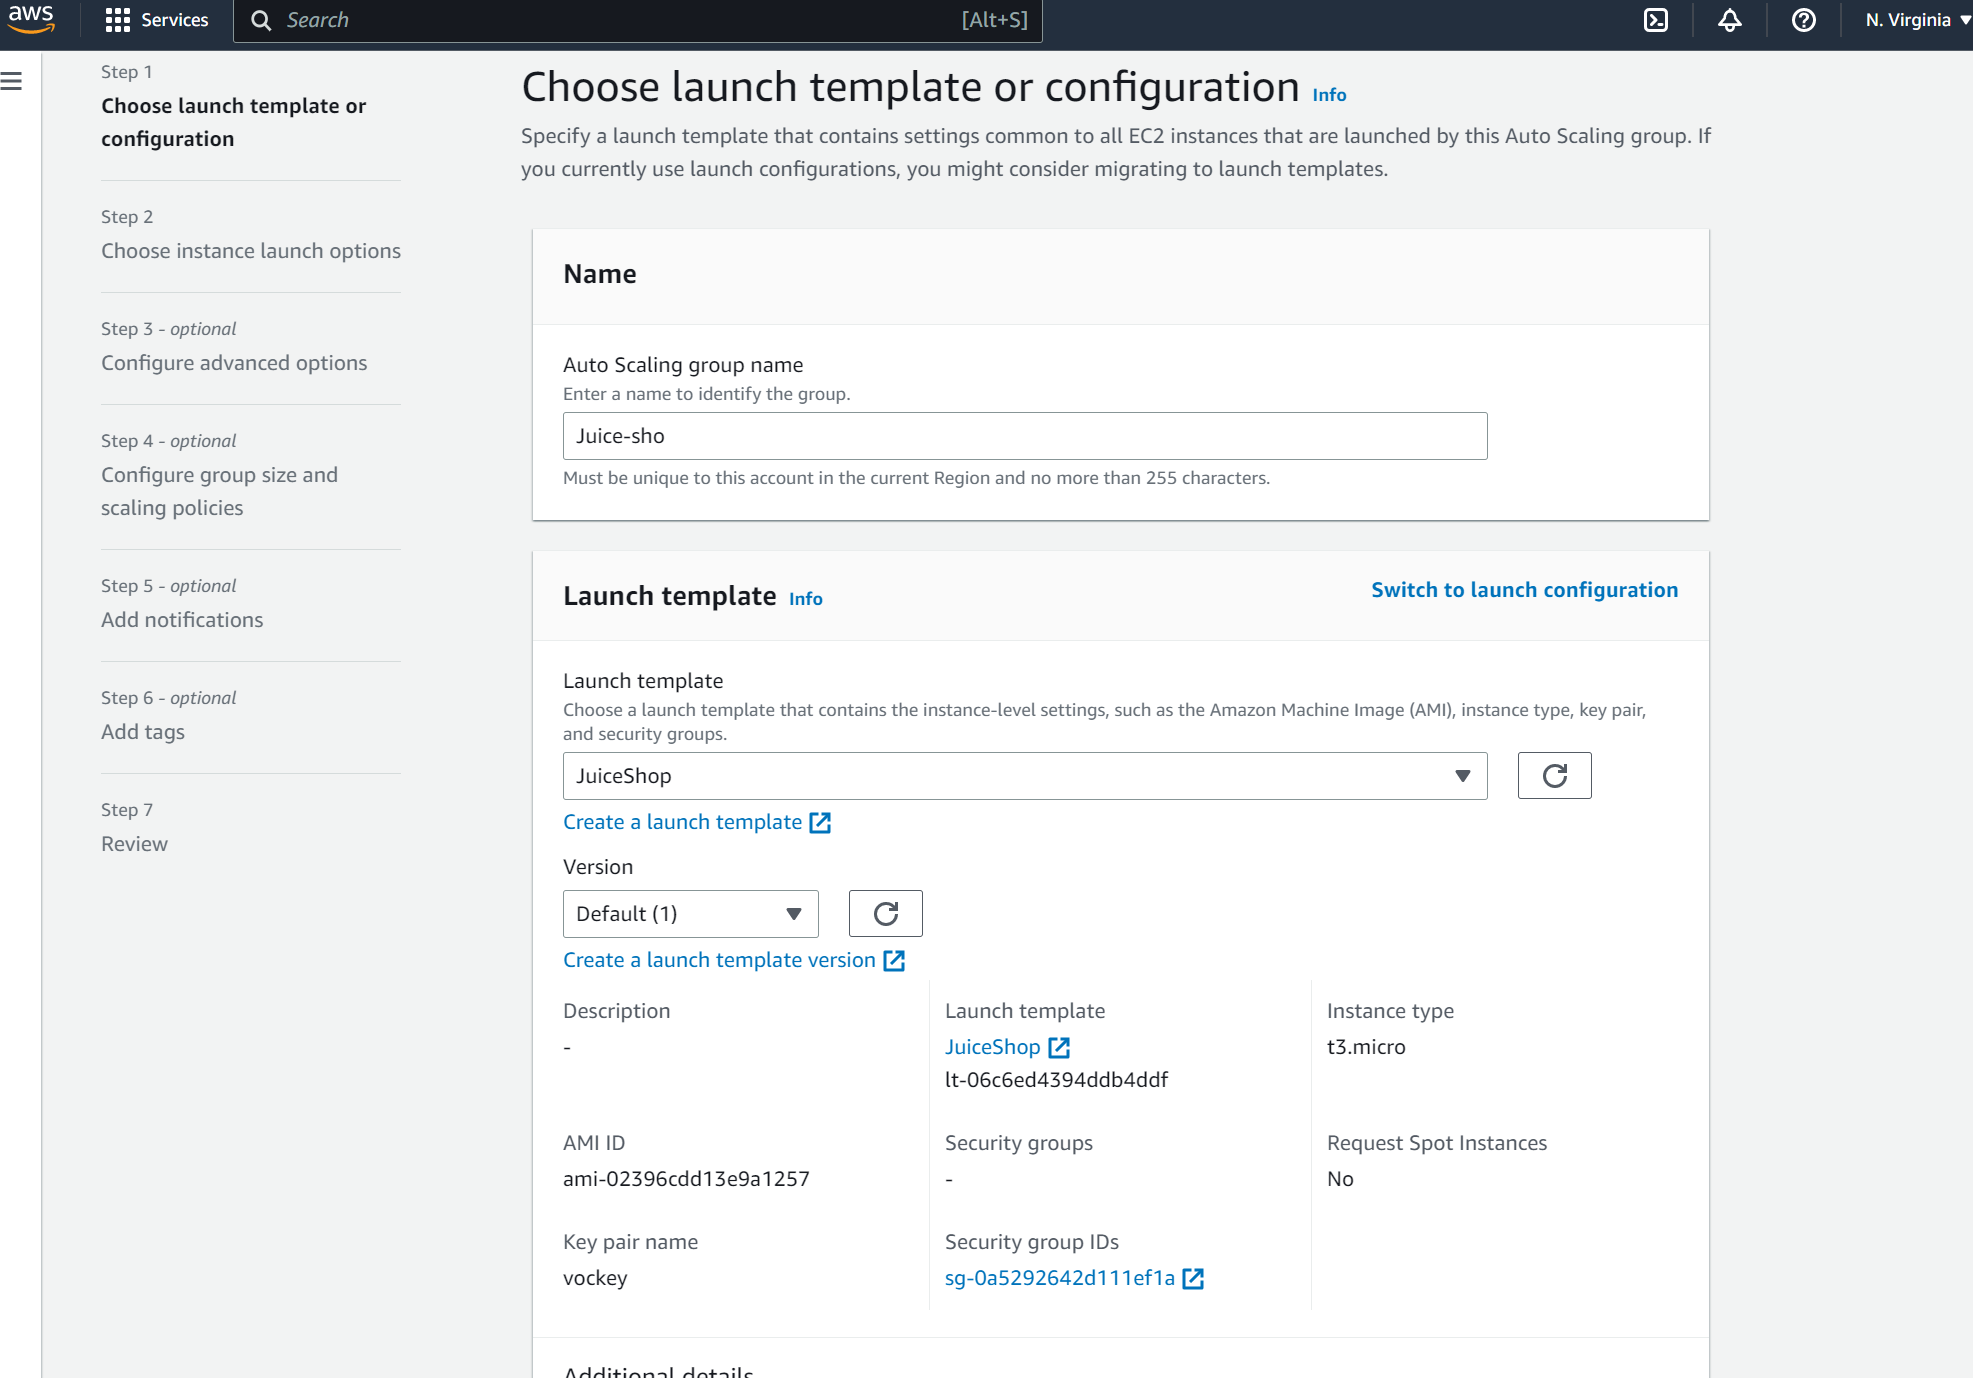 aws
Services
Search
[Alt+S]
N. Virginia
Step 1
Choose launch template or
configuration
Step 2
Choose instance launch options
Step 3 - optional
Configure advanced options
Step 4 - optional
Configure group size and
scaling policies
Step 5 - optional
Add notifications
Step 6 - optional
Add tags
Step 7
Review
Choose launch template or configuration Info
Specify a launch template that contains settings common to all EC2 instances that are launched by this Auto Scaling group. If
you currently use launch configurations, you might consider migrating to launch templates.
Name
Auto Scaling group name
Enter a name to identify the group.
Juice-sho
Must be unique to this account in the current Region and no more than 255 characters.
Launch template Info
Switch to launch configuration
Launch template
Choose a launch template that contains the instance-level settings, such as the Amazon Machine Image (AMI), instance type, key pair,
and security groups.
JuiceShop
Create a launch template
Version
Default (1)
Create a launch template version
Description
-
Launch template
JuiceShop
lt-06c6ed4394ddb4ddf
Instance type
t3.micro
AMI ID
ami-02396cdd13e9a1257
Security groups
-
Request Spot Instances
No
Key pair name
vockey
Security group IDs
sg-0a5292642d111ef1a
Additional details